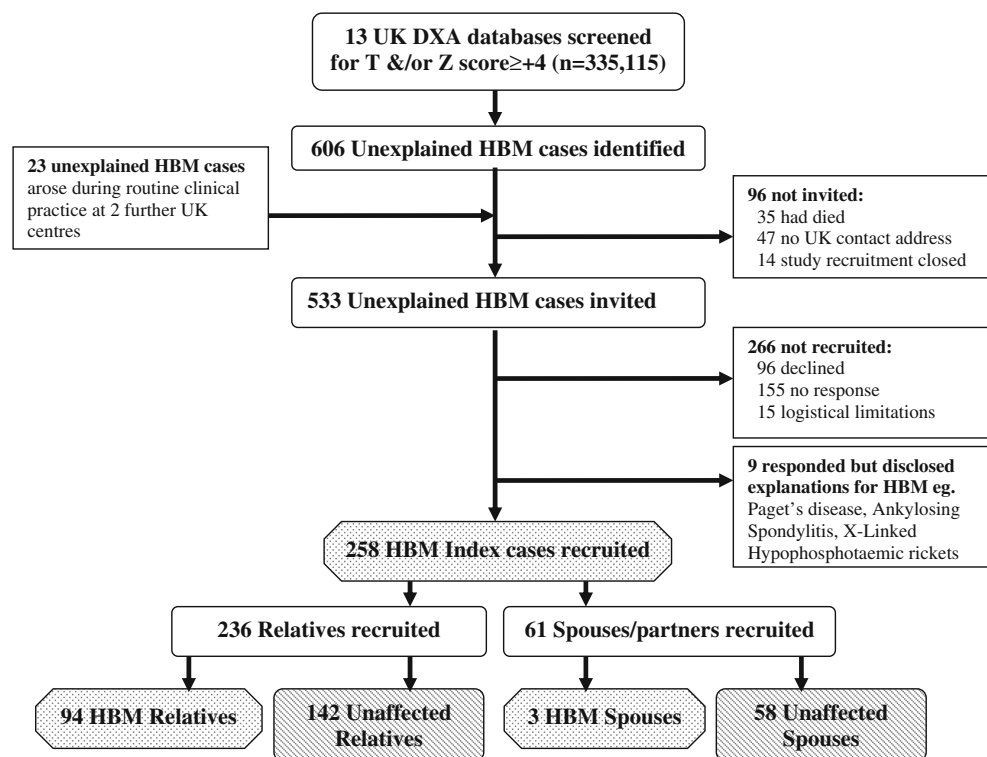 13 UK DXA databases screened
for T &/or Z score≥+4 (n=335,115)
606 Unexplained HBM cases identified
23 unexplained HBM cases
arose during routine clinical
practice at 2 further UK
centres
96 not invited:
35 had died
47 no UK contact address
14 study recruitment closed
533 Unexplained HBM cases invited
266 not recruited:
96 declined
155 no response
15 logistical limitations
9 responded but disclosed
explanations for HBM eg.
Paget's disease, Ankylosing
Spondylitis, X-Linked
Hypophosphotaemic rickets
258 HBM Index cases recruited
236 Relatives recruited
61 Spouses/partners recruited
94 HBM Relatives
142 Unaffected
Relatives
3 HBM Spouses
58 Unaffected
Spouses